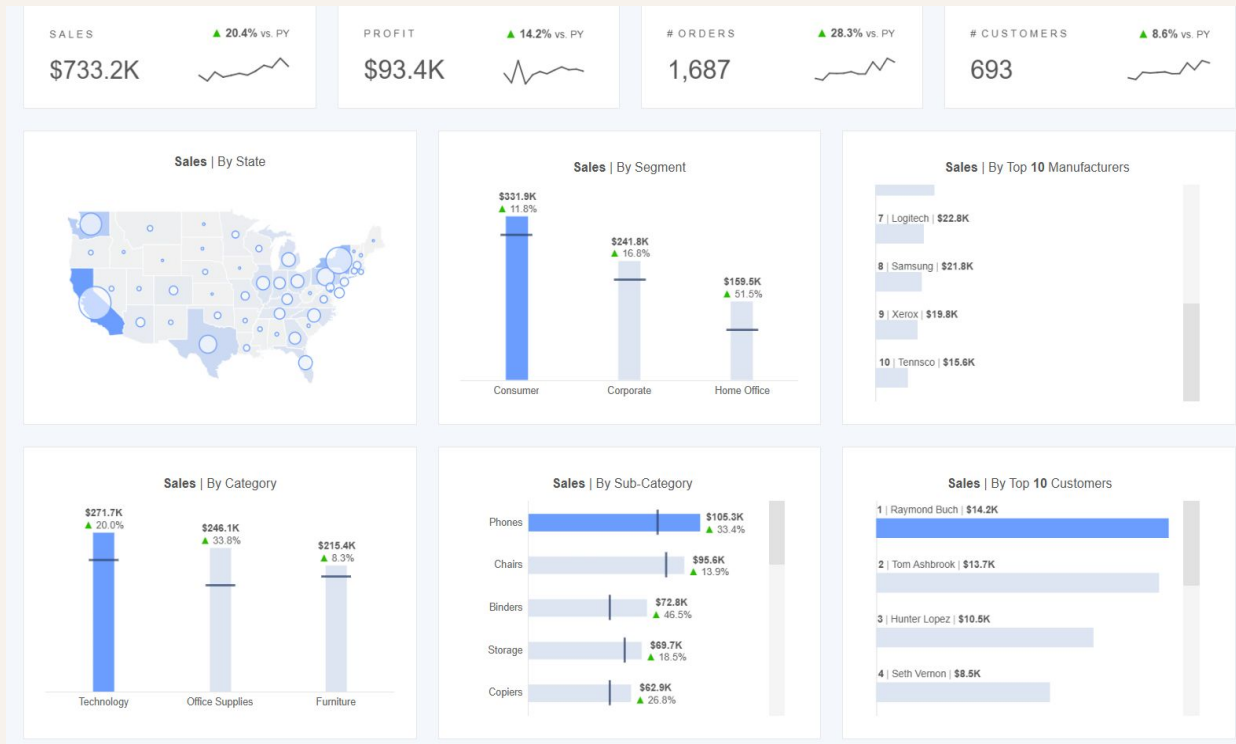 SALES
▲ 20.4% vs. PY
$733.2K
PROFIT
▲ 14.2% vs. PY
$93.4K
# ORDERS
▲ 28.3% vs. PY
1,687
# CUSTOMERS
▲ 8.6% vs. PY
693
Sales | By State
Sales | By Segment
$331.9K
▲ 11.8%
$241.8K
▲ 16.8%
$159.5K
▲ 51.5%
Consumer
Corporate
Home Office
Sales | By Top 10 Manufacturers
7 | Logitech | $22.8K
8 | Samsung | $21.8K
9 | Xerox | $19.8K
10 | Tennsco | $15.6K
Sales | By Category
$271.7K
▲ 20.0%
$246.1K
▲ 33.8%
$215.4K
▲ 8.3%
Technology
Office Supplies
Furniture
Sales | By Sub-Category
Phones
$105.3K
▲ 33.4%
Chairs
$95.6K
▲ 13.9%
Binders
$72.8K
▲ 46.5%
Storage
$69.7K
▲ 18.5%
Copiers
$62.9K
▲ 26.8%
Sales | By Top 10 Customers
1 | Raymond Buch | $14.2K
2 | Tom Ashbrook | $13.7K
3 | Hunter Lopez | $10.5K
4 | Seth Vernon | $8.5K